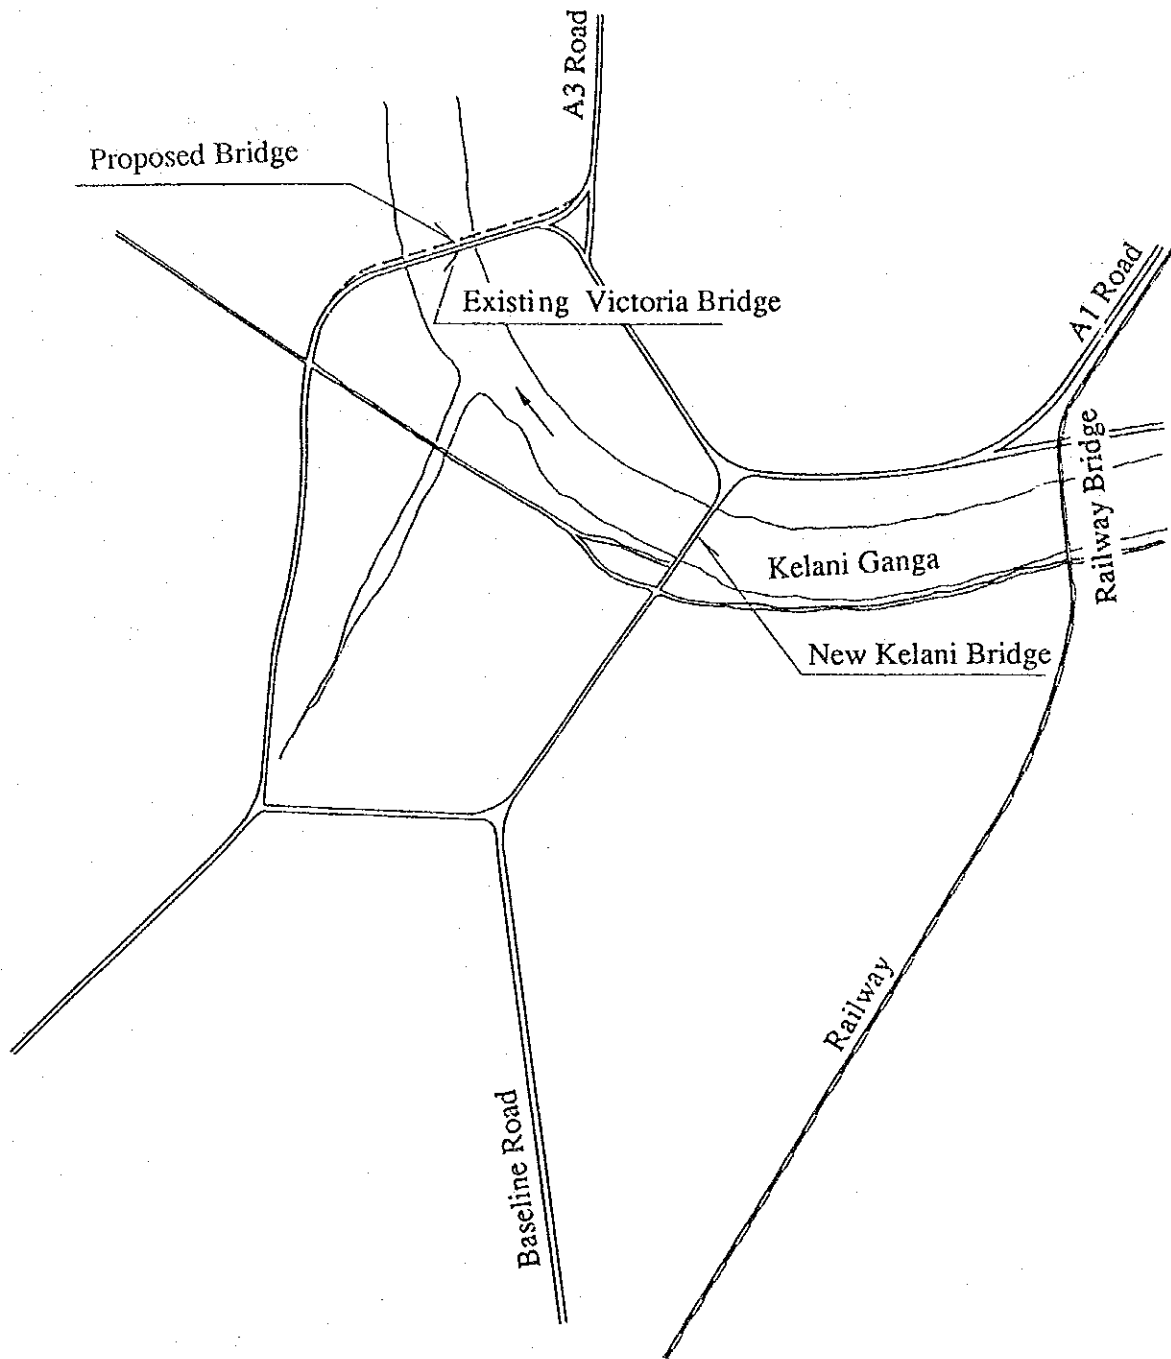 A3 Road
Proposed Bridge
Existing Victoria Bridge
A1 Road
Railway Bridge
Kelani Ganga
New Kelani Bridge
Railway
Baseline Road